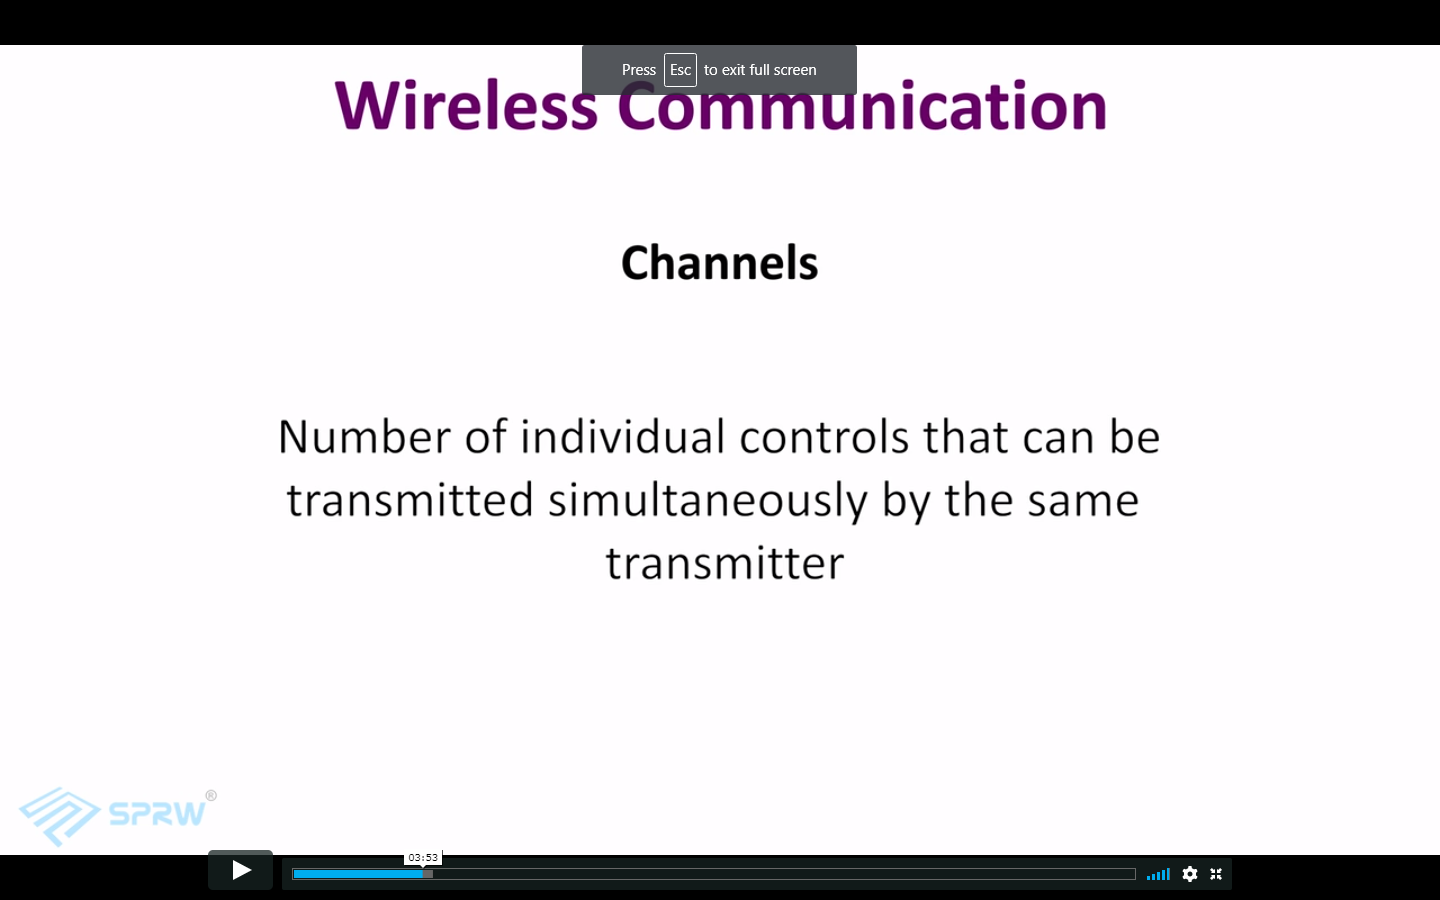 Press Esc to exit full screen
Wireless Communication
Channels
Number of individual controls that can be
transmitted simultaneously by the same
transmitter
SPRW®
03:53